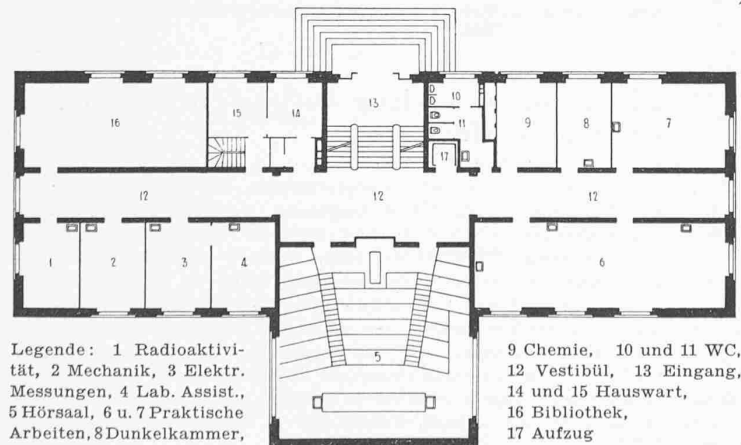 16 15 14 13 10 11 17 9 8 7
12 12 12
1 2 3 4 6
5
Legende: 1 Radioaktivi-
tät, 2 Mechanik, 3 Elektr.
Messungen, 4 Lab. Assist.,
5 Hörsaal, 6 u. 7 Praktische
Arbeiten, 8 Dunkelkammer,
9 Chemie, 10 und 11 WC,
12 Vestibül, 13 Eingang,
14 und 15 Hauswart,
16 Bibliothek,
17 Aufzug